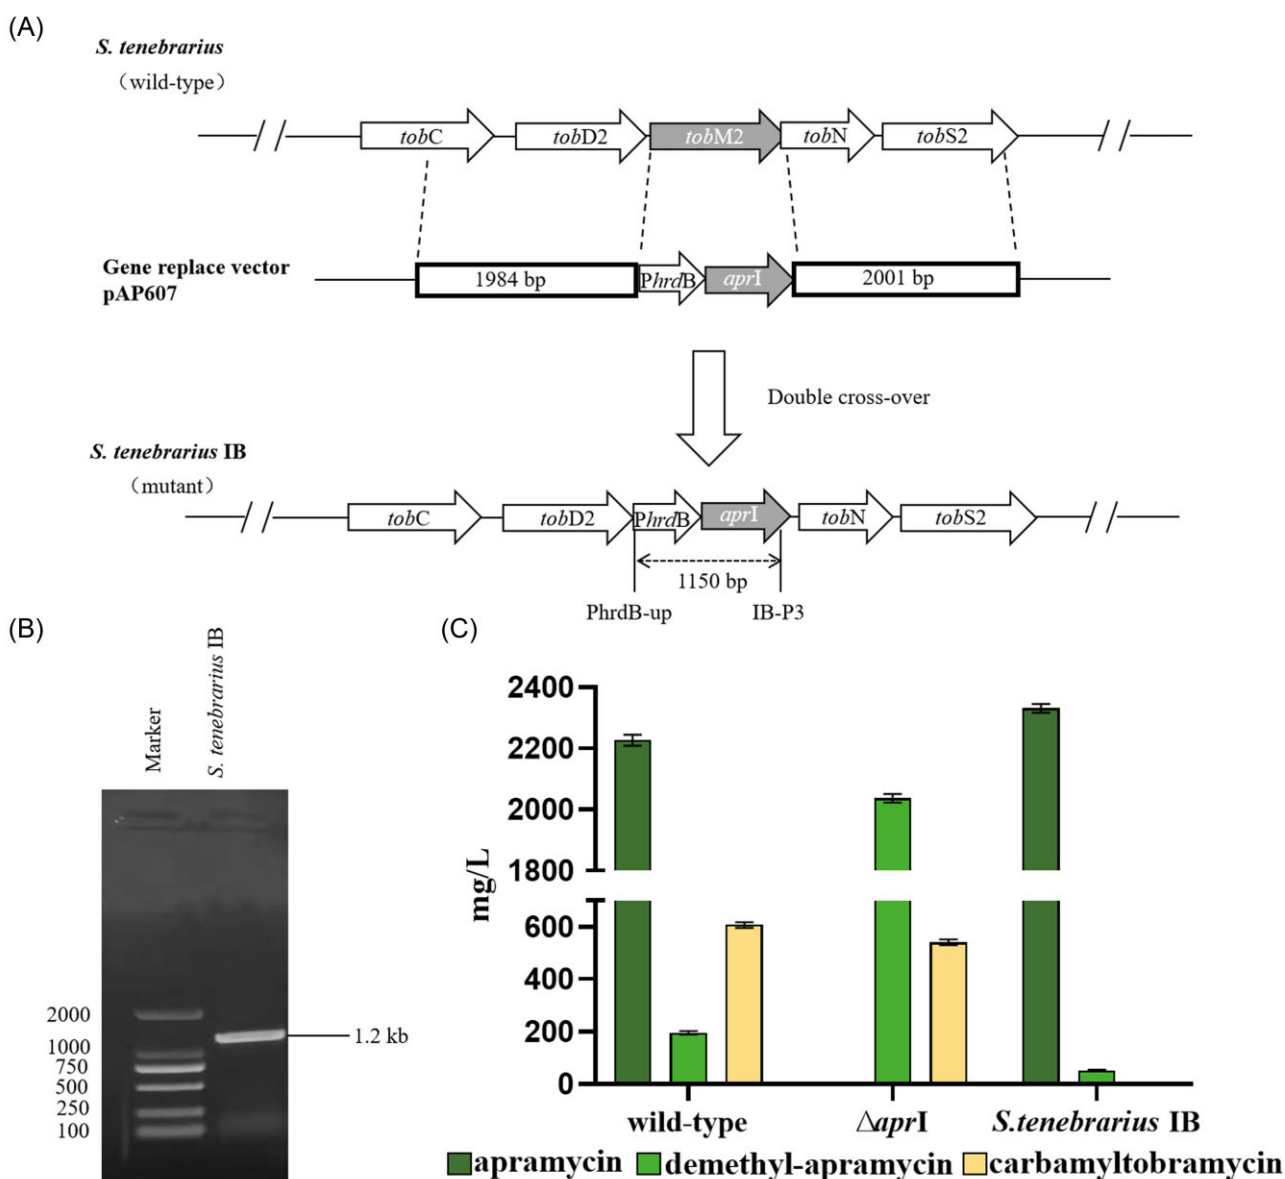 (A)
S. tenebrarius
（wild-type）
tobC tobD2 tobM2 tobN tobS2
Gene replace vector
pAP607
1984 bp PhrdB aprI 2001 bp
Double cross-over
S. tenebrarius IB
（mutant）
tobC tobD2 PhrdB aprI tobN tobS2
1150 bp
PhrdB-up IB-P3
(B)
Marker
S. tenebrarius IB
2000
1000
750
500
250
100
1.2 kb
(C)
mg/L
2400
2200
2000
1800
600
400
200
0
wild-type ΔaprI S.tenebrarius IB
apramycin demethyl-apramycin carbamyltobramycin